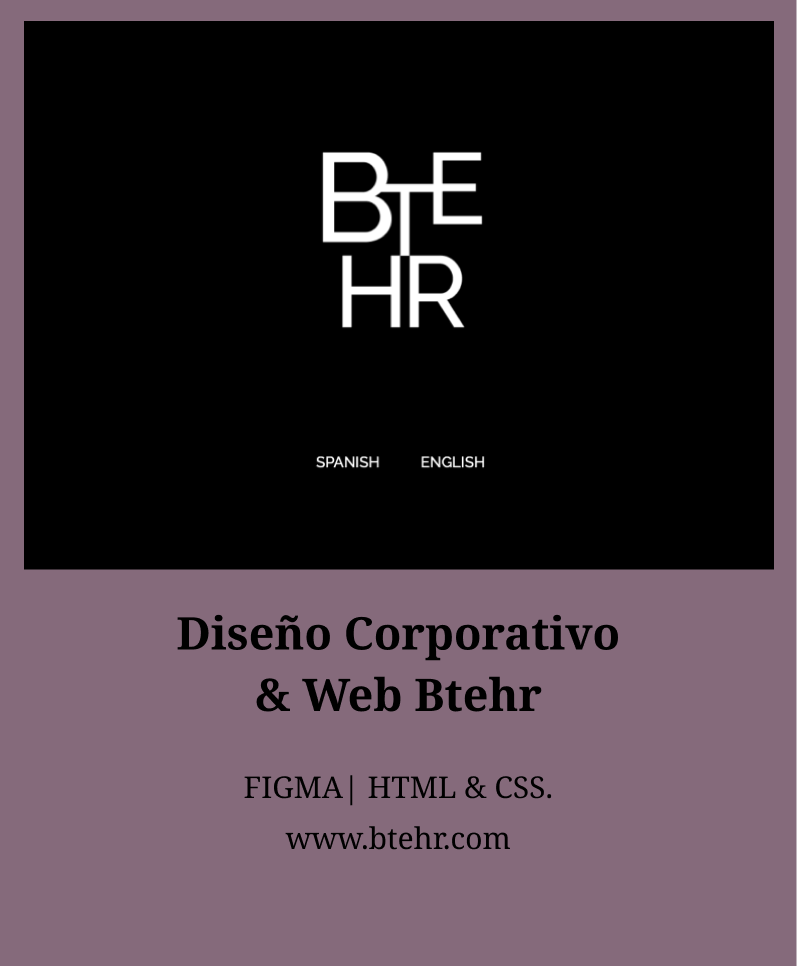 BTE
HR
SPANISH ENGLISH
Diseño Corporativo
& Web Btehr
FIGMA| HTML & CSS.
www.btehr.com